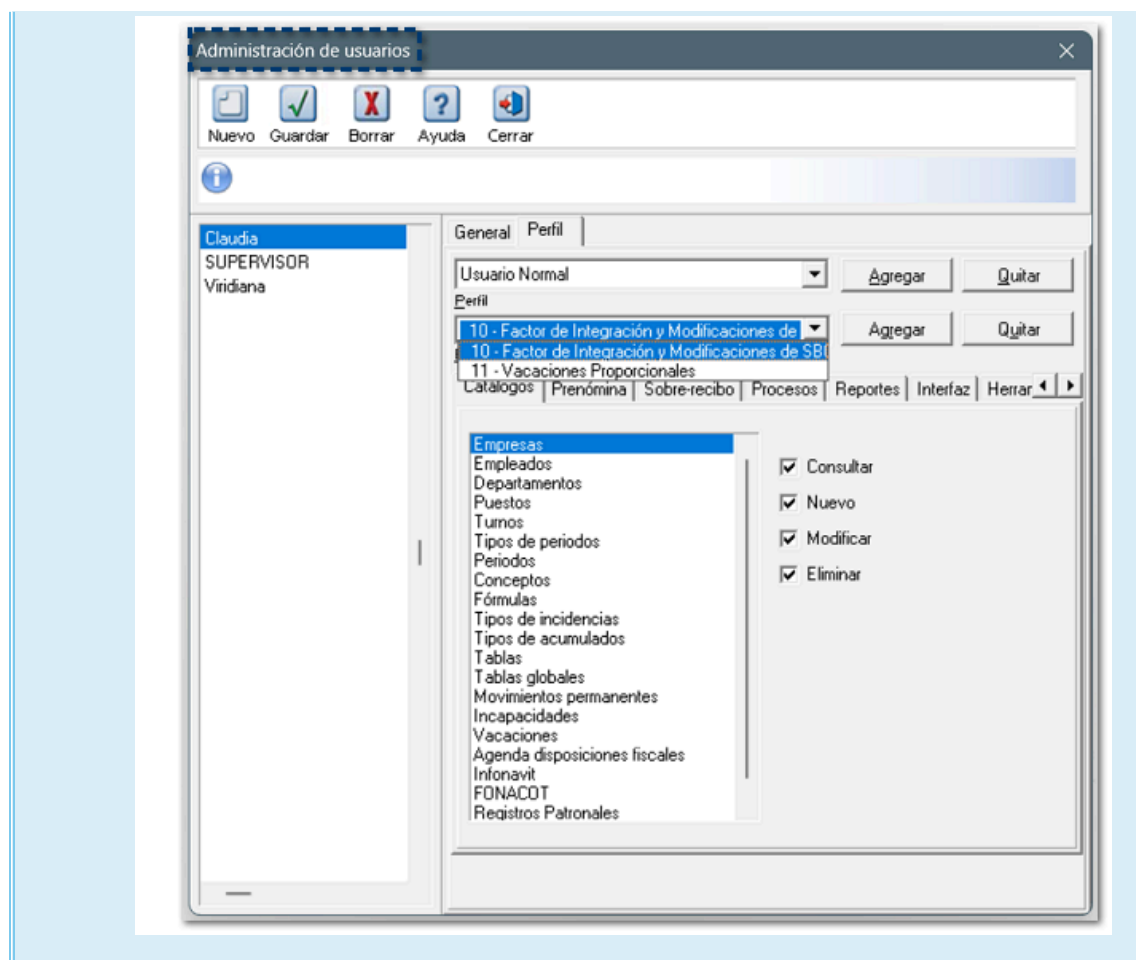 Administración de usuarios
Nuevo Guardar Borrar Ayuda Cerrar
Claudia
SUPERVISOR
Viridiana
General Perfil
Usuario Normal Agregar Quitar
Perfil
10 - Factor de Integración y Modificaciones de Agregar Quitar
10 - Factor de Integración y Modificaciones de SB
11 - Vacaciones Proporcionales
Catálogos Prenómina Sobre-recibo Procesos Reportes Interfaz Herrar
Empresas
Empleados
Departamentos
Puestos
Turnos
Tipos de periodos
Periodos
Conceptos
Fórmulas
Tipos de incidencias
Tipos de acumulados
Tablas
Tablas globales
Movimientos permanentes
Incapacidades
Vacaciones
Agenda disposiciones fiscales
Infonavit
FONACOT
Registros Patronales
Consultar
Nuevo
Modificar
Eliminar